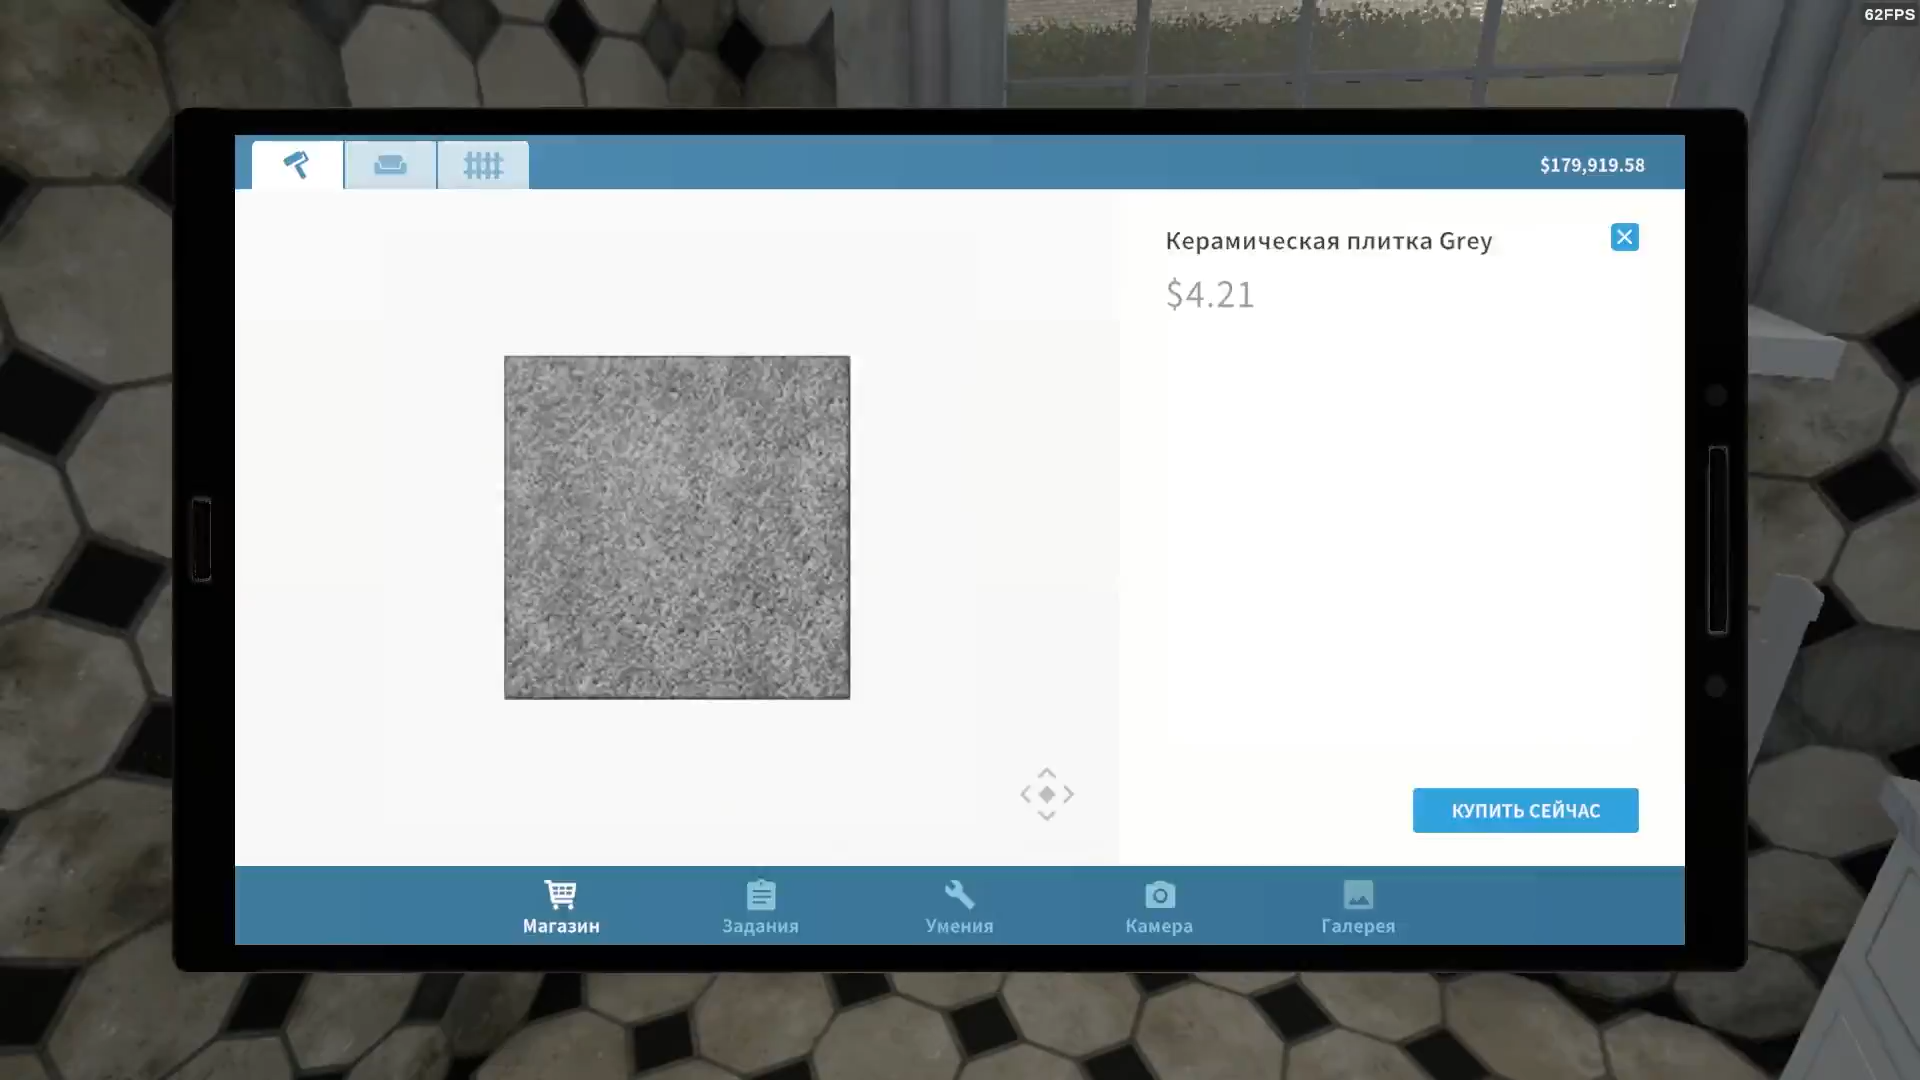 62FPS
$179,919.58
Керамическая плитка Grey
$4.21
КУПИТЬ СЕЙЧАС
Магазин
Задания
Умения
Камера
Галерея